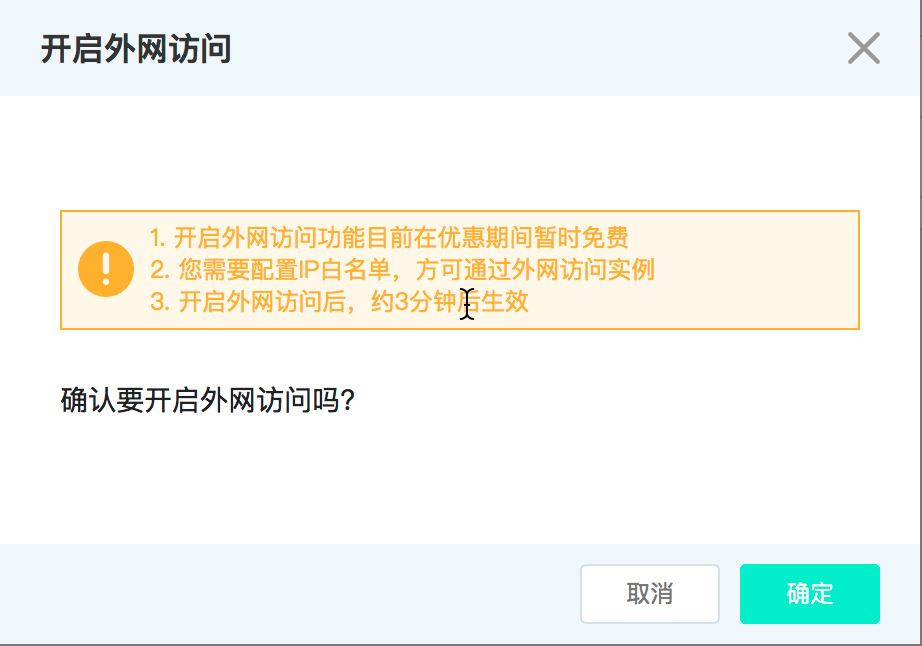 开启外网访问
1. 开启外网访问功能目前在优惠期间暂时免费
2. 您需要配置IP白名单，方可通过外网访问实例
3. 开启外网访问后，约3分钟后生效
确认要开启外网访问吗?
取消
确定